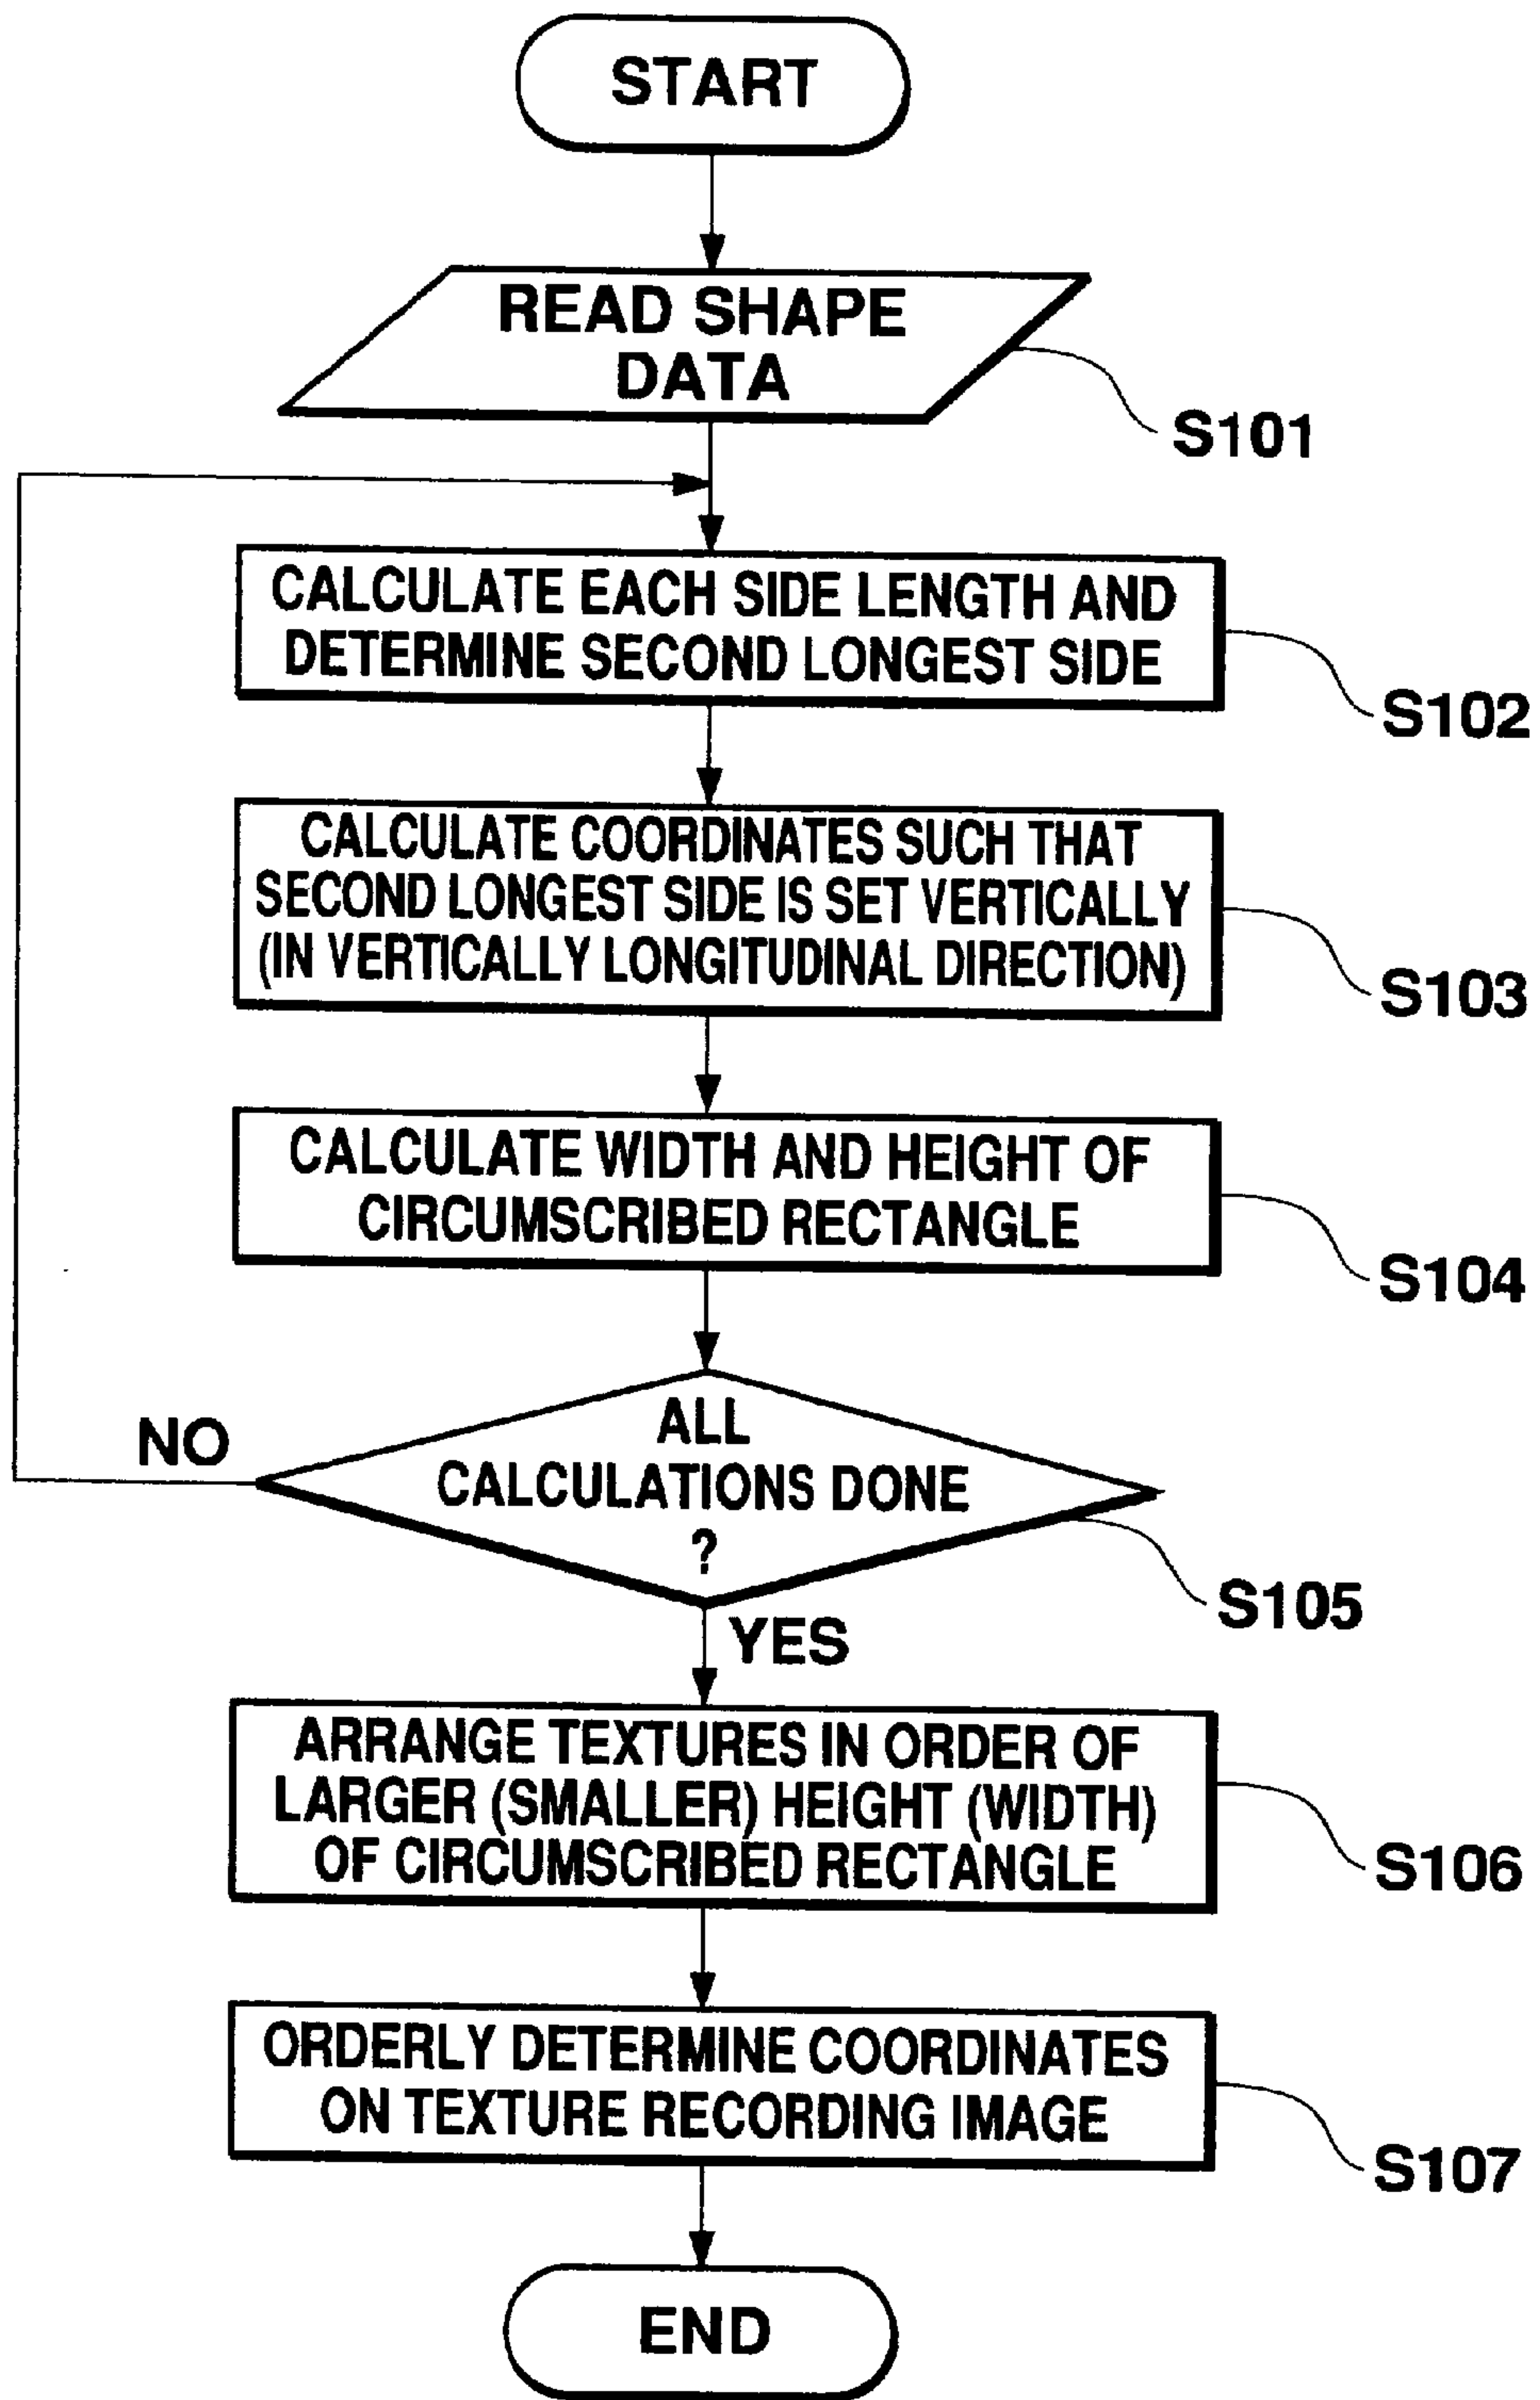 START
READ SHAPE
DATA
S101
CALCULATE EACH SIDE LENGTH AND
DETERMINE SECOND LONGEST SIDE
S102
CALCULATE COORDINATES SUCH THAT
SECOND LONGEST SIDE IS SET VERTICALLY
(IN VERTICALLY LONGITUDINAL DIRECTION)
S103
CALCULATE WIDTH AND HEIGHT OF
CIRCUMSCRIBED RECTANGLE
S104
ALL
CALCULATIONS DONE
?
NO
S105
YES
ARRANGE TEXTURES IN ORDER OF
LARGER (SMALLER) HEIGHT (WIDTH)
OF CIRCUMSCRIBED RECTANGLE
S106
ORDERLY DETERMINE COORDINATES
ON TEXTURE RECORDING IMAGE
S107
END